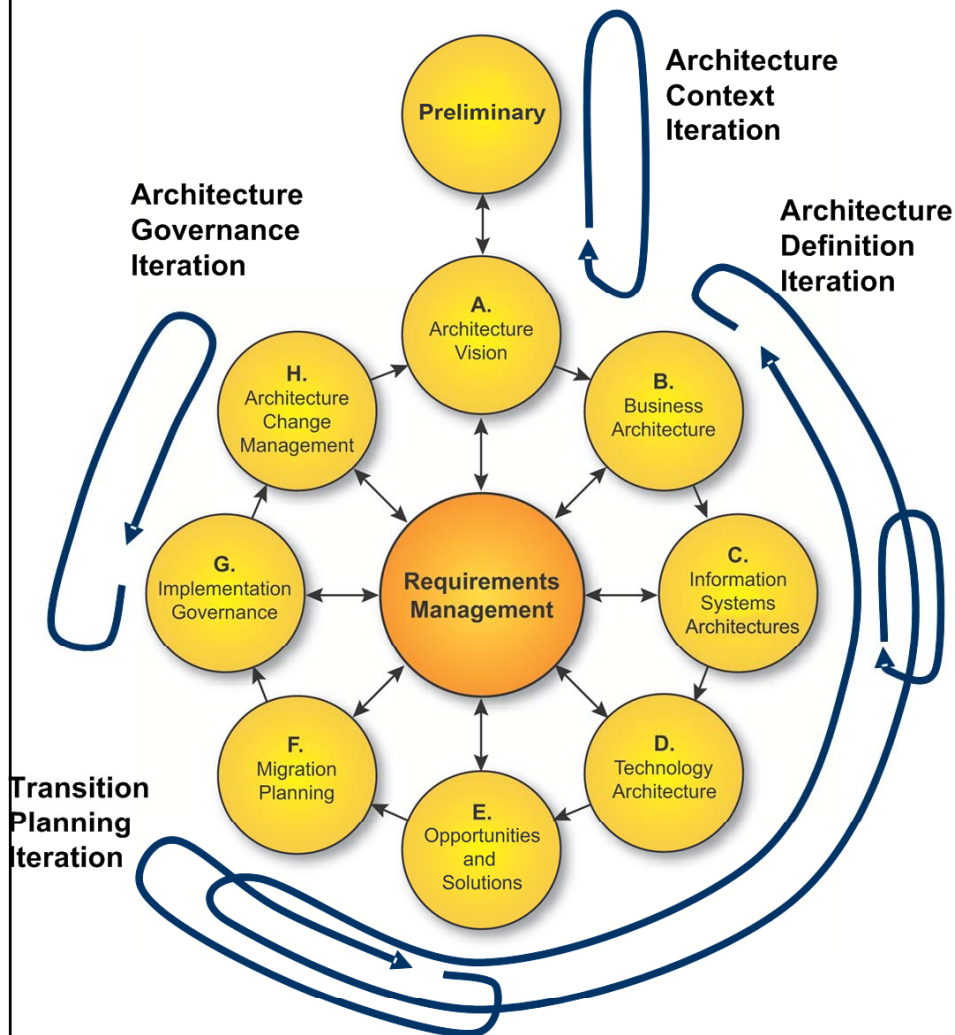 Architecture
Context
Iteration
Preliminary
Architecture
Governance
Iteration
Architecture
Definition
Iteration
A.
Architecture
Vision
H.
Architecture
Change
Management
B.
Business
Architecture
G.
Implementation
Governance
Requirements
Management
C.
Information
Systems
Architectures
F.
Migration
Planning
D.
Technology
Architecture
E.
Opportunities
and
Solutions
Transition
Planning
Iteration